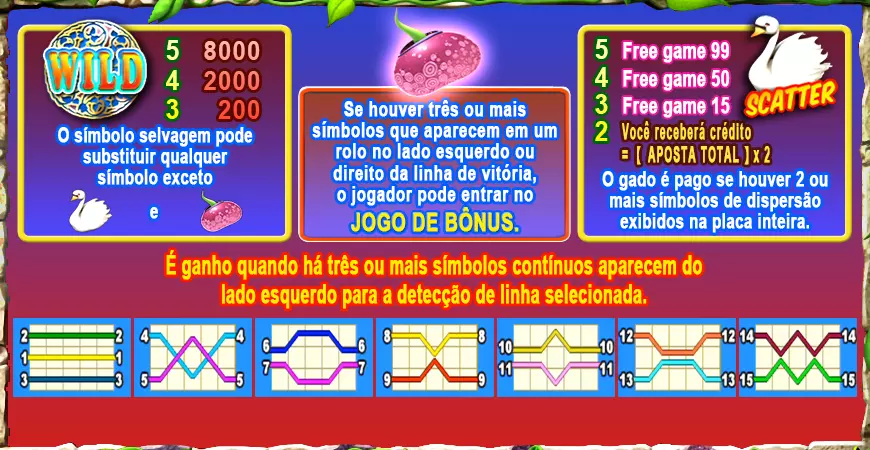 WILD
5 8000
4 2000
3 200
O símbolo selvagem pode
substituir qualquer
símbolo exceto
e
Se houver três ou mais
símbolos que aparecem em um
rolo no lado esquerdo ou
direito da linha de vitória,
o jogador pode entrar no
JOGO DE BÔNUS.
5 Free game 99
4 Free game 50
3 Free game 15
2 Você receberá crédito
= [ APOSTA TOTAL ] x 2
SCATTER
O gado é pago se houver 2 ou
mais símbolos de dispersão
exibidos na placa inteira.
É ganho quando há três ou mais símbolos contínuos aparecem do
lado esquerdo para a detecção de linha selecionada.
2 2
1 1
3 3
4 4
5 5
6 6
7 7
8 8
9 9
10 10
11 11
12 12
13 13
14 14
15 15